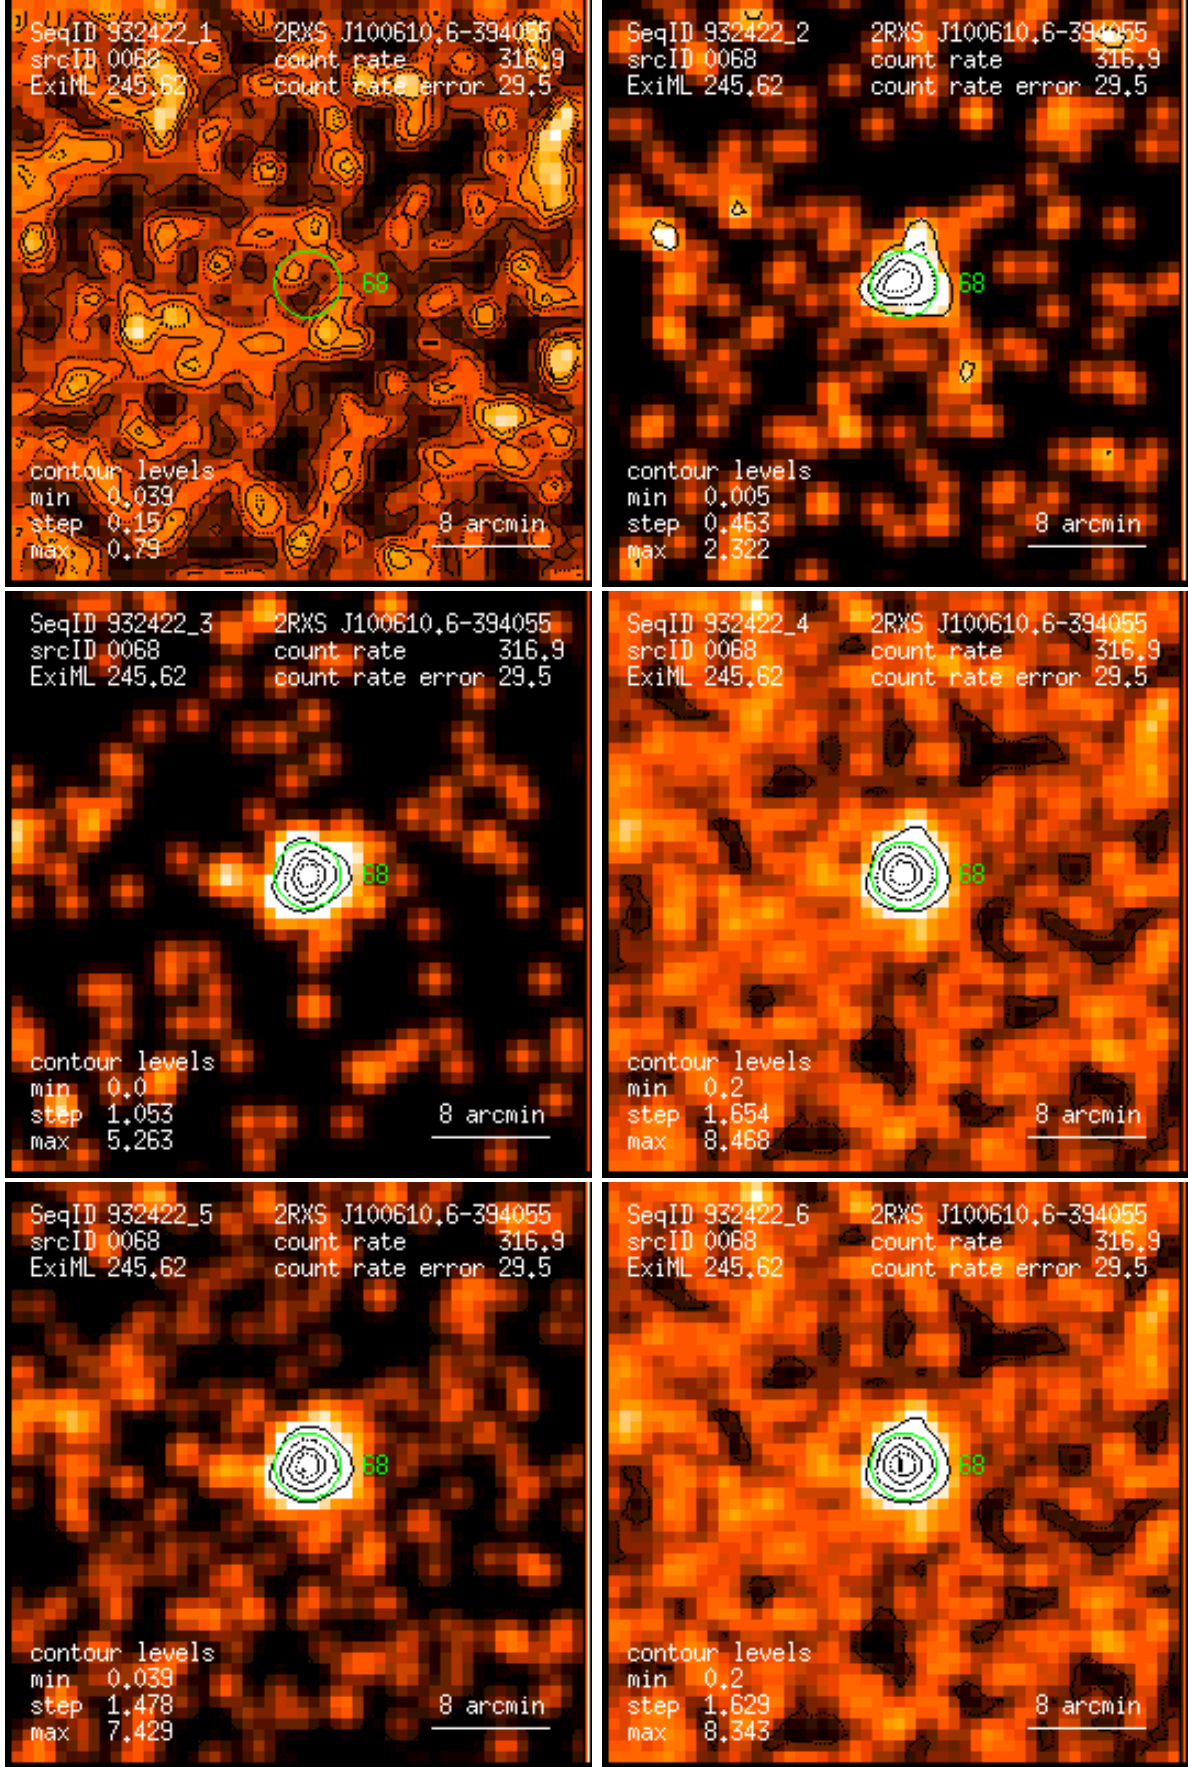 SeqID 932422_1 2RXS J100610.6-394055
srcID 0068 count rate 316.9
ExiML 245.62 count rate error 29.5
68
contour levels
min 0.039
step 0.15 8 arcmin
max 0.79
SeqID 932422_2 2RXS J100610.6-394055
srcID 0068 count rate 316.9
ExiML 245.62 count rate error 29.5
68
contour levels
min 0.005
step 0.463 8 arcmin
max 2.322
SeqID 932422_3 2RXS J100610.6-394055
srcID 0068 count rate 316.9
ExiML 245.62 count rate error 29.5
68
contour levels
min 0.0
step 1.053 8 arcmin
max 5.263
SeqID 932422_4 2RXS J100610.6-394055
srcID 0068 count rate 316.9
ExiML 245.62 count rate error 29.5
68
contour levels
min 0.2
step 1.654 8 arcmin
max 8.468
SeqID 932422_5 2RXS J100610.6-394055
srcID 0068 count rate 316.9
ExiML 245.62 count rate error 29.5
68
contour levels
min 0.039
step 1.478 8 arcmin
max 7.429
SeqID 932422_6 2RXS J100610.6-394055
srcID 0068 count rate 316.9
ExiML 245.62 count rate error 29.5
68
contour levels
min 0.2
step 1.629 8 arcmin
max 8.343